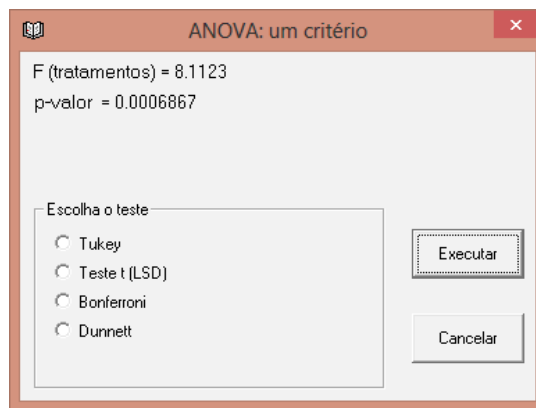 ANOVA: um critério
F (tratamentos) = 8.1123
p-valor = 0.0006867
Escolha o teste
Tukey
Teste t (LSD)
Bonferroni
Dunnett
Executar
Cancelar